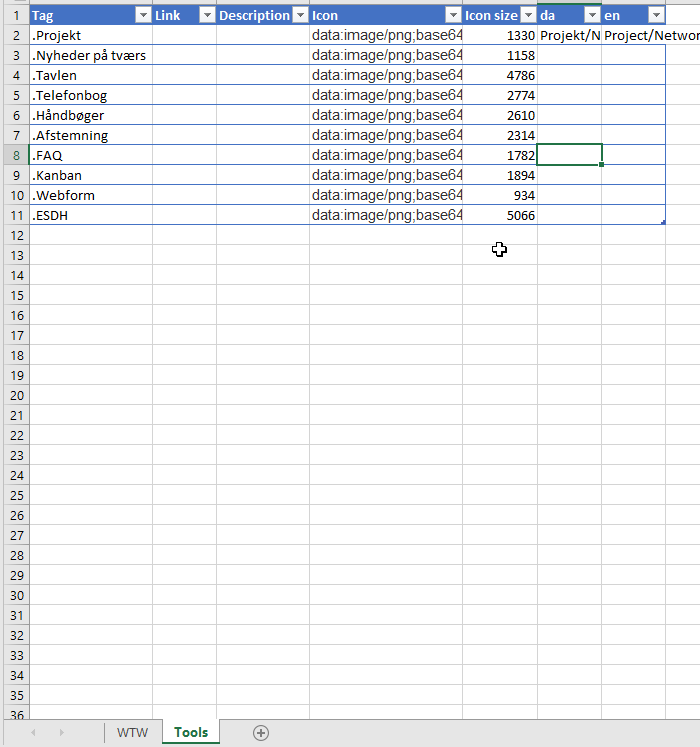 1 Tag Link Description Icon Icon size da en
2 .Projekt data:image/png;base64 1330 Projekt/N Project/Networ
3 .Nyheder på tværs data:image/png;base64 1158
4 .Tavlen data:image/png;base64 4786
5 .Telefonbog data:image/png;base64 2774
6 .Håndbøger data:image/png;base64 2610
7 .Afstemning data:image/png;base64 2314
8 .FAQ data:image/png;base64 1782
9 .Kanban data:image/png;base64 1894
10 .Webform data:image/png;base64 934
11 .ESDH data:image/png;base64 5066
12
13
14
15
16
17
18
19
20
21
22
23
24
25
26
27
28
29
30
31
32
33
34
35
36
WTW Tools